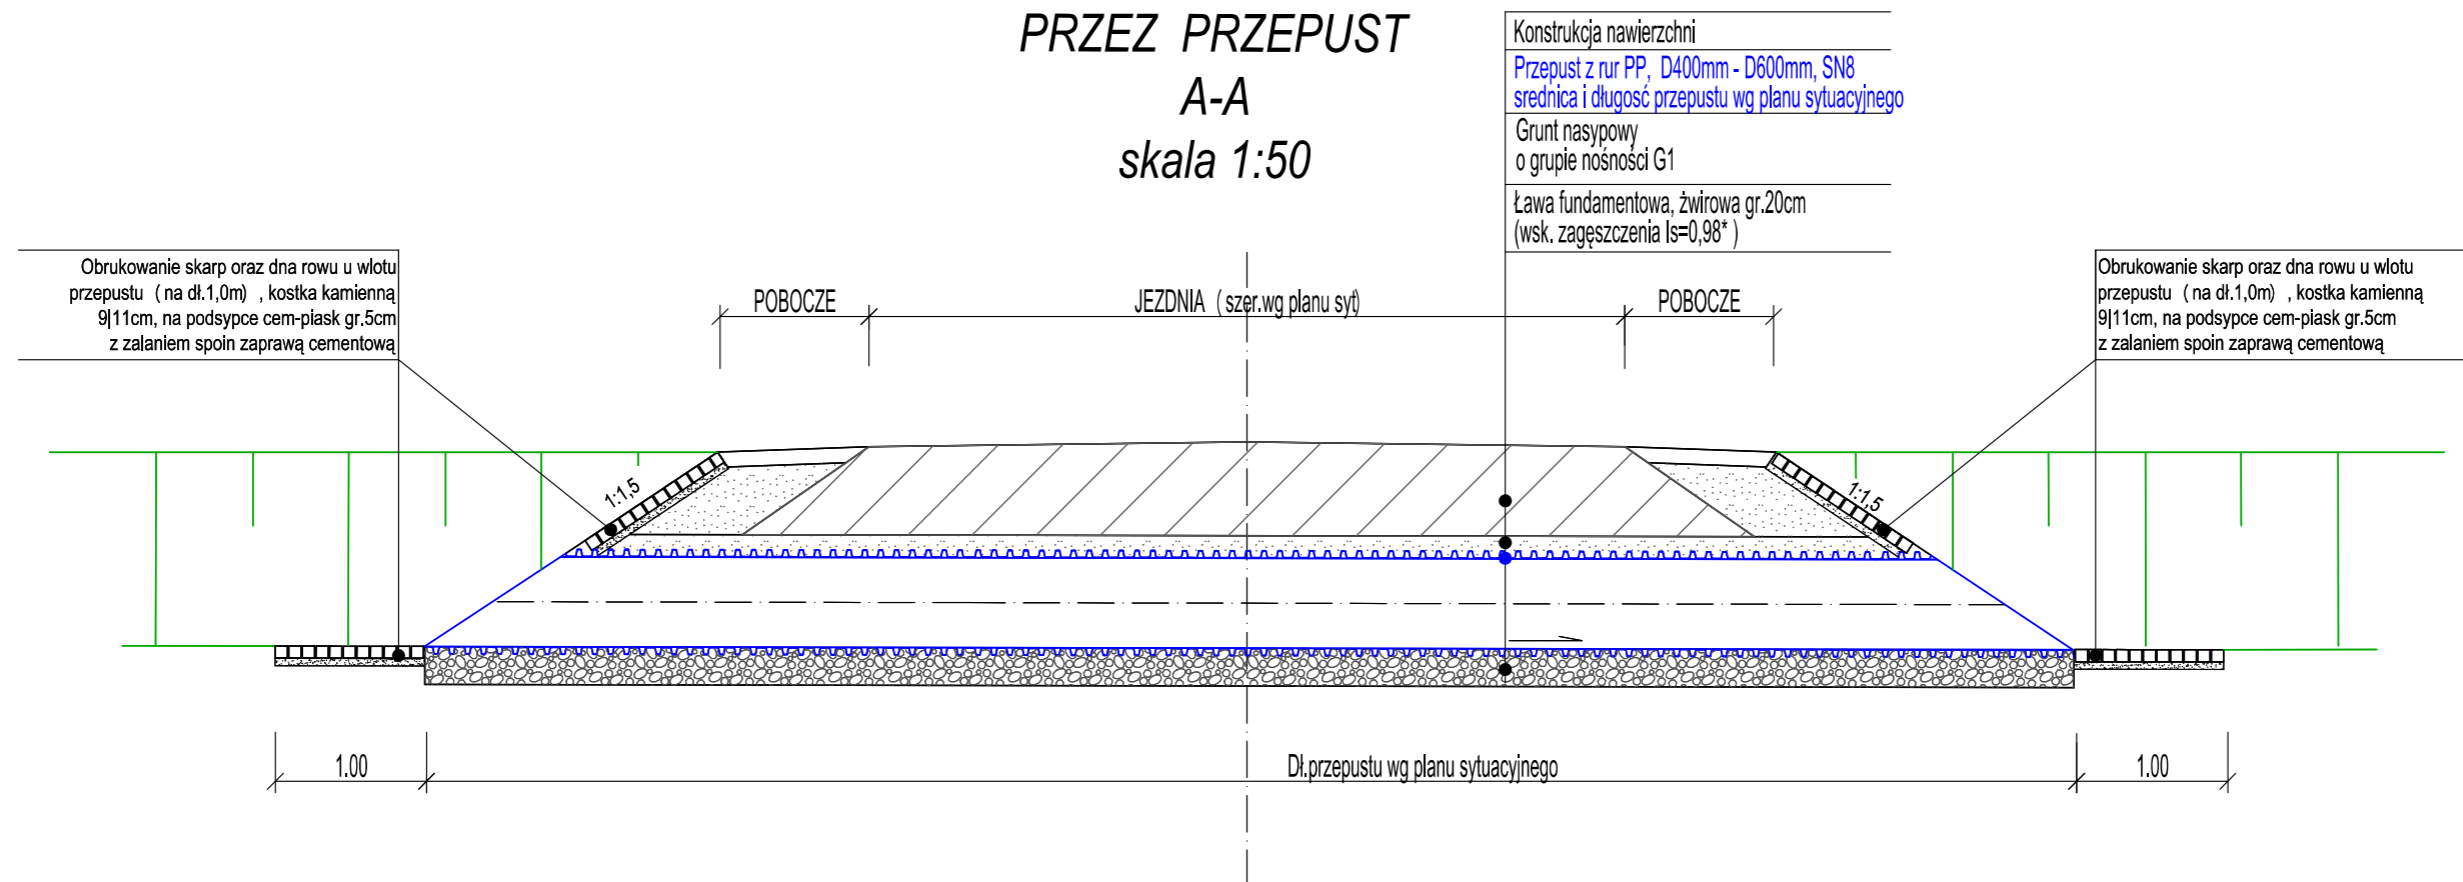 PRZEZ PRZEPUST
A-A
skala 1:50
Konstrukcja nawierzchni
Przepust z rur PP, D400mm - D600mm, SN8
srednica i długosć przepustu wg planu sytuacyjnego
Grunt nasypowy
o grupie nośności G1
Ława fundamentowa, żwirowa gr.20cm
(wsk. zagęszczenia Is=0,98* )
Obrukowanie skarp oraz dna rowu u wlotu
przepustu ( na dł.1,0m) , kostka kamienną
9|11cm, na podsypce cem-piask gr.5cm
z zalaniem spoin zaprawą cementową
POBOCZE
JEZDNIA ( szer.wg planu syt)
POBOCZE
Obrukowanie skarp oraz dna rowu u wlotu
przepustu ( na dł.1,0m) , kostka kamienną
9|11cm, na podsypce cem-piask gr.5cm
z zalaniem spoin zaprawą cementową
1:1,5
1:1,5
1.00
Dł.przepustu wg planu sytuacyjnego
1.00